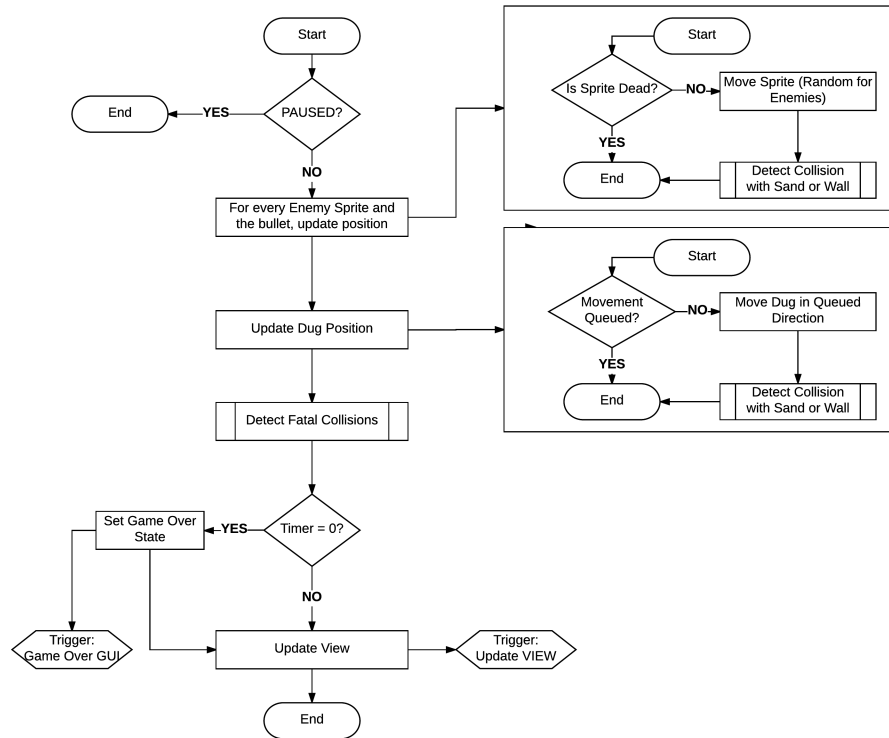 Start
PAUSED?
YES
End
NO
For every Enemy Sprite and
the bullet, update position
Update Dug Position
Detect Fatal Collisions
Timer = 0?
YES
Set Game Over
State
NO
Trigger:
Game Over GUI
Update View
Trigger:
Update VIEW
End
Start
Is Sprite Dead?
NO
Move Sprite (Random for
Enemies)
YES
End
Detect Collision
with Sand or Wall
Start
Movement
Queued?
NO
Move Dug in Queued
Direction
YES
End
Detect Collision
with Sand or Wall